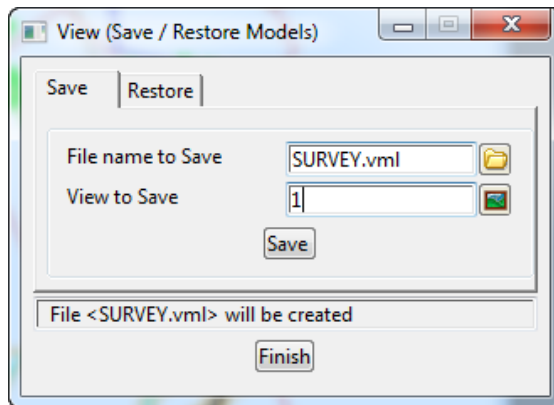 View (Save / Restore Models)
Save Restore
File name to Save SURVEY.vml
View to Save 1
Save
File <SURVEY.vml> will be created
Finish